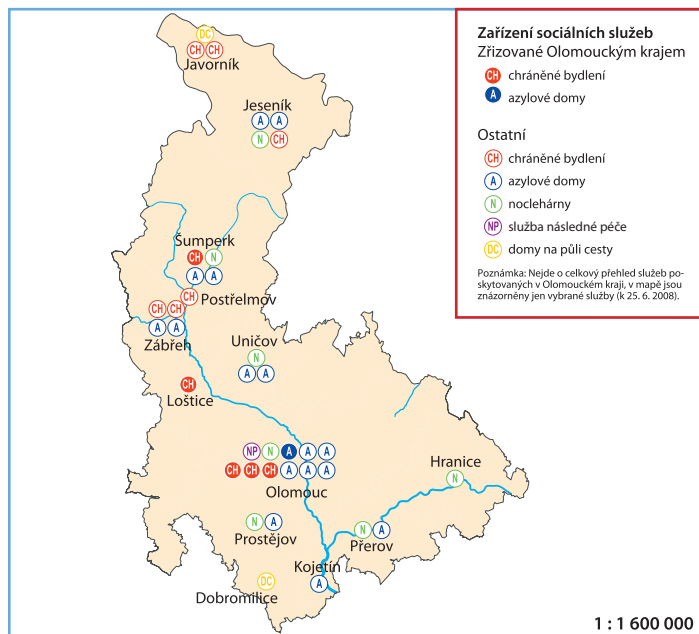 Zařízení sociálních služeb
Zřizované Olomouckým krajem
CH chráněné bydlení
A azylové domy
Ostatní
CH chráněné bydlení
A azylové domy
N noclehárny
NP služba následné péče
DC domy na půli cesty
Poznámka: Nejde o celkový přehled služeb po-
skytovaných v Olomouckém kraji, v mapě jsou
znázorněny jen vybrané služby (k 25. 6. 2008).
DC
CH CH
Javorník
Jeseník
A A
N CH
Šumperk
CH N
A A
CH
Postřelmov
CH CH
A A
Zábřeh
Uničov
N
A A
CH
Loštice
NP N A A A
CH CH CH A A A
Olomouc
Hranice
N
N A
Prostějov
N A
Přerov
Kojetín
A
DC
Dobromilice
1 : 1 600 000